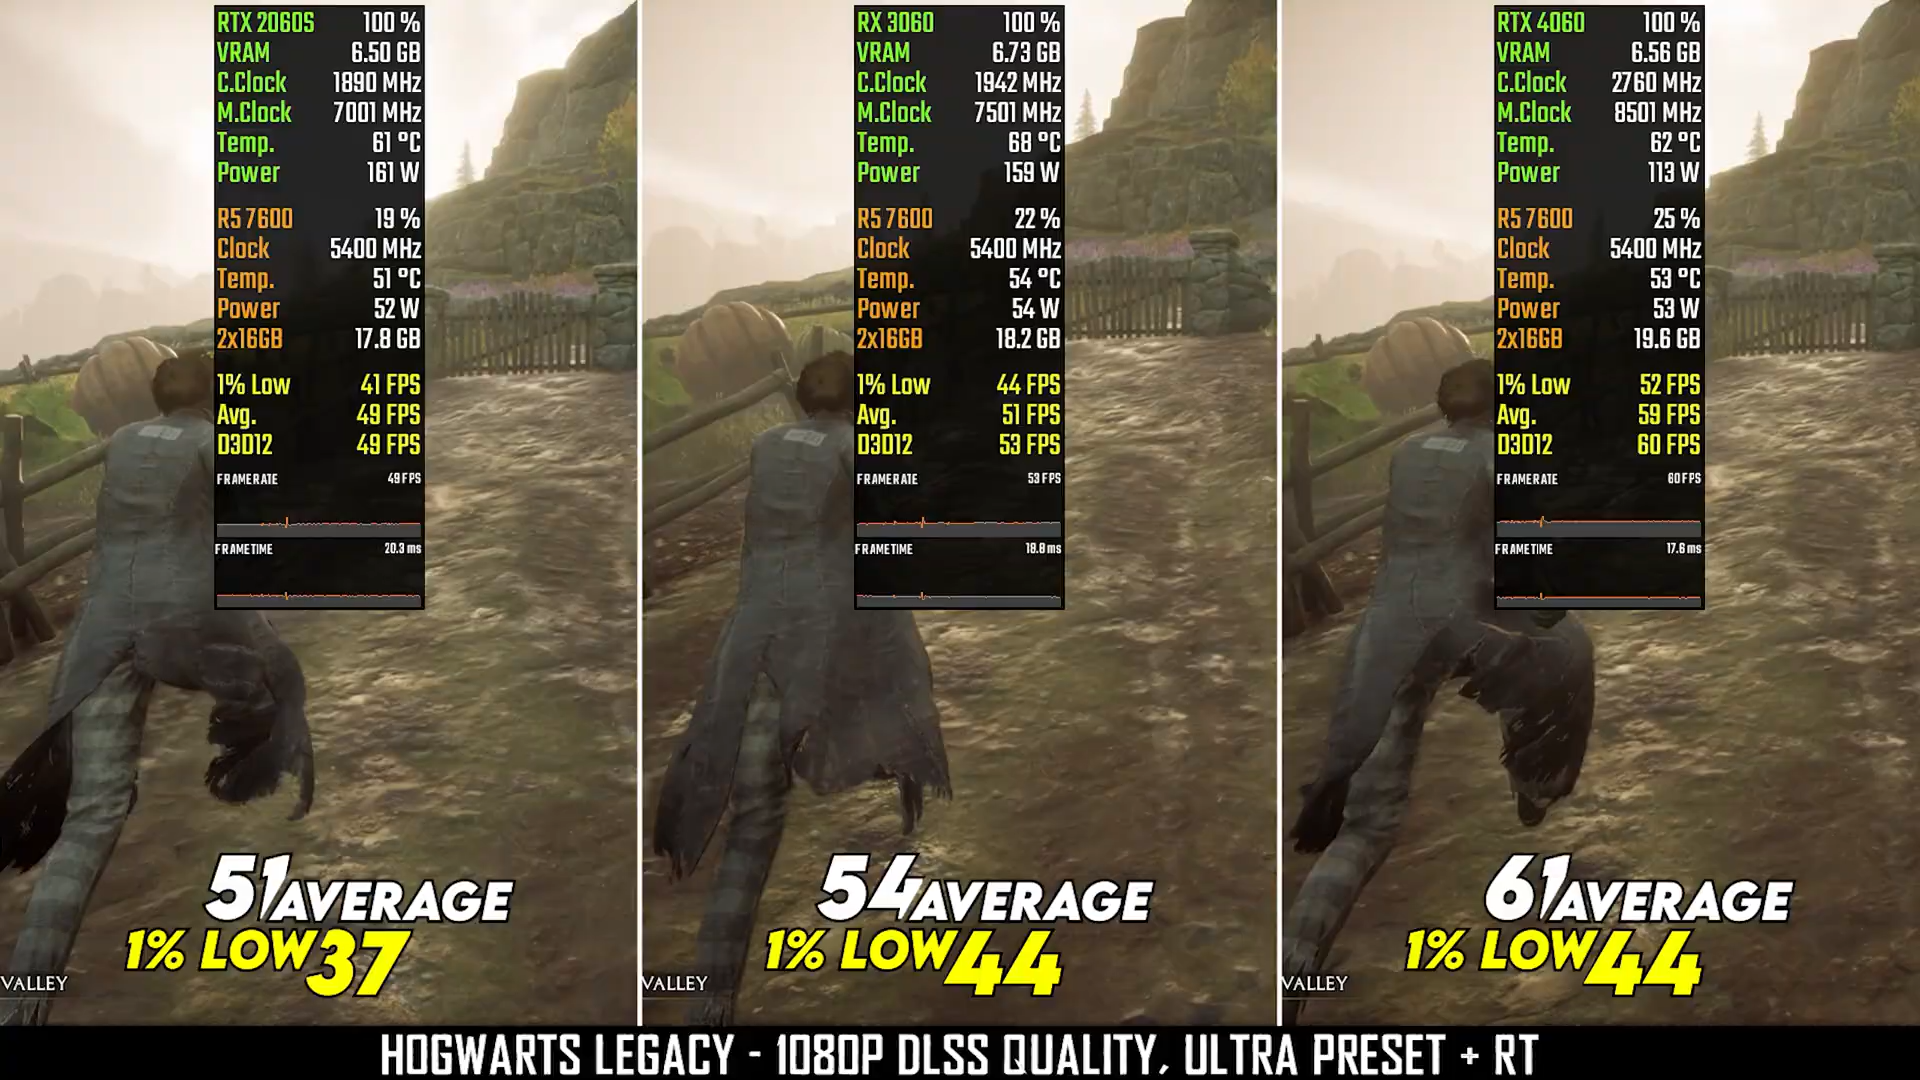 RTX 2060S 100 %
VRAM 6.50 GB
C.Clock 1890 MHz
M.Clock 7001 MHz
Temp. 61 °C
Power 161 W
R5 7600 19 %
Clock 5400 MHz
Temp. 51 °C
Power 52 W
2x16GB 17.8 GB
1% Low 41 FPS
Avg. 49 FPS
D3D12 49 FPS
FRAMERATE 49 FPS
FRAMETIME 20.3 ms
51 AVERAGE
1% LOW 37
VALLEY
RX 3060 100 %
VRAM 6.73 GB
C.Clock 1942 MHz
M.Clock 7501 MHz
Temp. 68 °C
Power 159 W
R5 7600 22 %
Clock 5400 MHz
Temp. 54 °C
Power 54 W
2x16GB 18.2 GB
1% Low 44 FPS
Avg. 51 FPS
D3D12 53 FPS
FRAMERATE 53 FPS
FRAMETIME 18.8 ms
54 AVERAGE
1% LOW 44
VALLEY
RTX 4060 100 %
VRAM 6.56 GB
C.Clock 2760 MHz
M.Clock 8501 MHz
Temp. 62 °C
Power 113 W
R5 7600 25 %
Clock 5400 MHz
Temp. 53 °C
Power 53 W
2x16GB 19.6 GB
1% Low 52 FPS
Avg. 59 FPS
D3D12 60 FPS
FRAMERATE 60 FPS
FRAMETIME 17.6 ms
61 AVERAGE
1% LOW 44
VALLEY
HOGWARTS LEGACY - 1080P DLSS QUALITY, ULTRA PRESET + RT